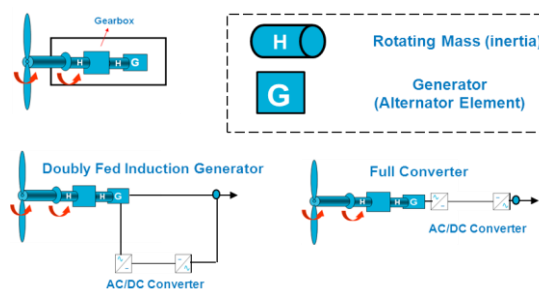 Gearbox
H
H
G
H
Rotating Mass (inertia)
G
Generator
(Alternator Element)
Doubly Fed Induction Generator
H
H
G
AC/DC Converter
Full Converter
H
H
G
AC/DC Converter